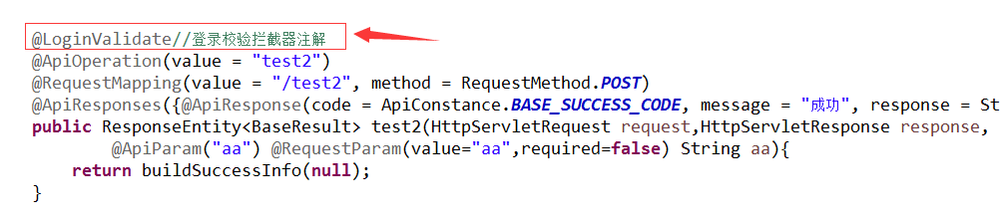 @LoginValidate//登录校验拦截器注解
@ApiOperation(value = "test2")
@RequestMapping(value = "/test2", method = RequestMethod.POST)
@ApiResponses({@ApiResponse(code = ApiConstance.BASE_SUCCESS_CODE, message = "成功", response = St
public ResponseEntity<BaseResult> test2(HttpServletRequest request,HttpServletResponse response,
@ApiParam("aa") @RequestParam(value="aa",required=false) String aa){
return buildSuccessInfo(null);
}